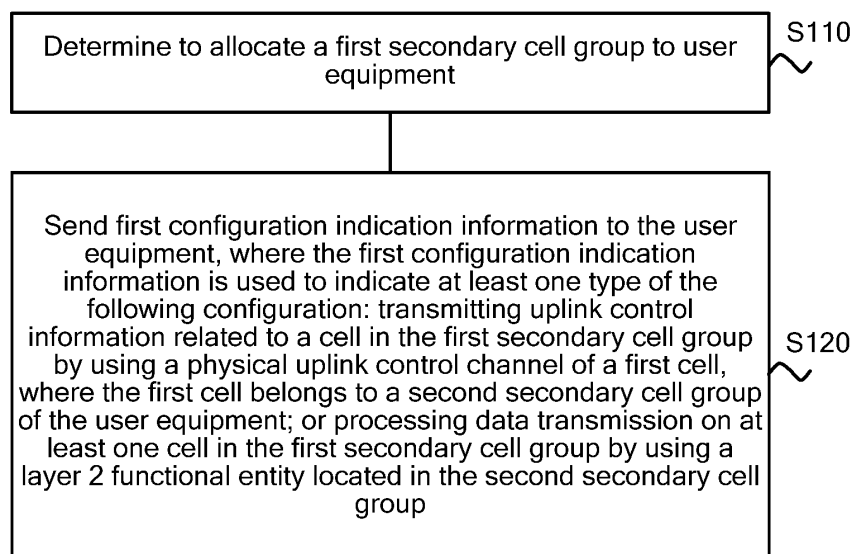 Determine to allocate a first secondary cell group to user
equipment
S110
Send first configuration indication information to the user
equipment, where the first configuration indication
information is used to indicate at least one type of the
following configuration: transmitting uplink control
information related to a cell in the first secondary cell group
by using a physical uplink control channel of a first cell,
where the first cell belongs to a second secondary cell group
of the user equipment; or processing data transmission on at
least one cell in the first secondary cell group by using a
layer 2 functional entity located in the second secondary cell
group
S120